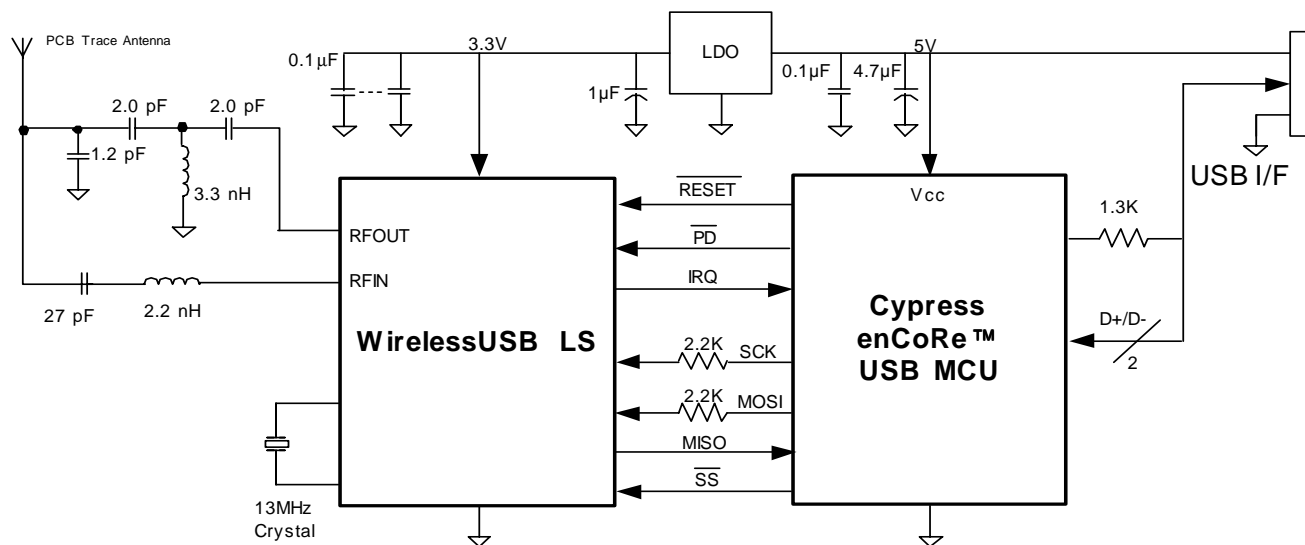 PCB Trace Antenna
0.1µF
3.3V
LDO
5V
1µF
0.1µF
4.7µF
2.0 pF
2.0 pF
1.2 pF
3.3 nH
RFOUT
RFIN
27 pF
2.2 nH
WirelessUSB LS
13MHz
Crystal
RESET
PD
IRQ
2.2K
SCK
2.2K
MOSI
MISO
SS
Vcc
Cypress
enCoRe™
USB MCU
1.3K
D+/D-
2
USB I/F